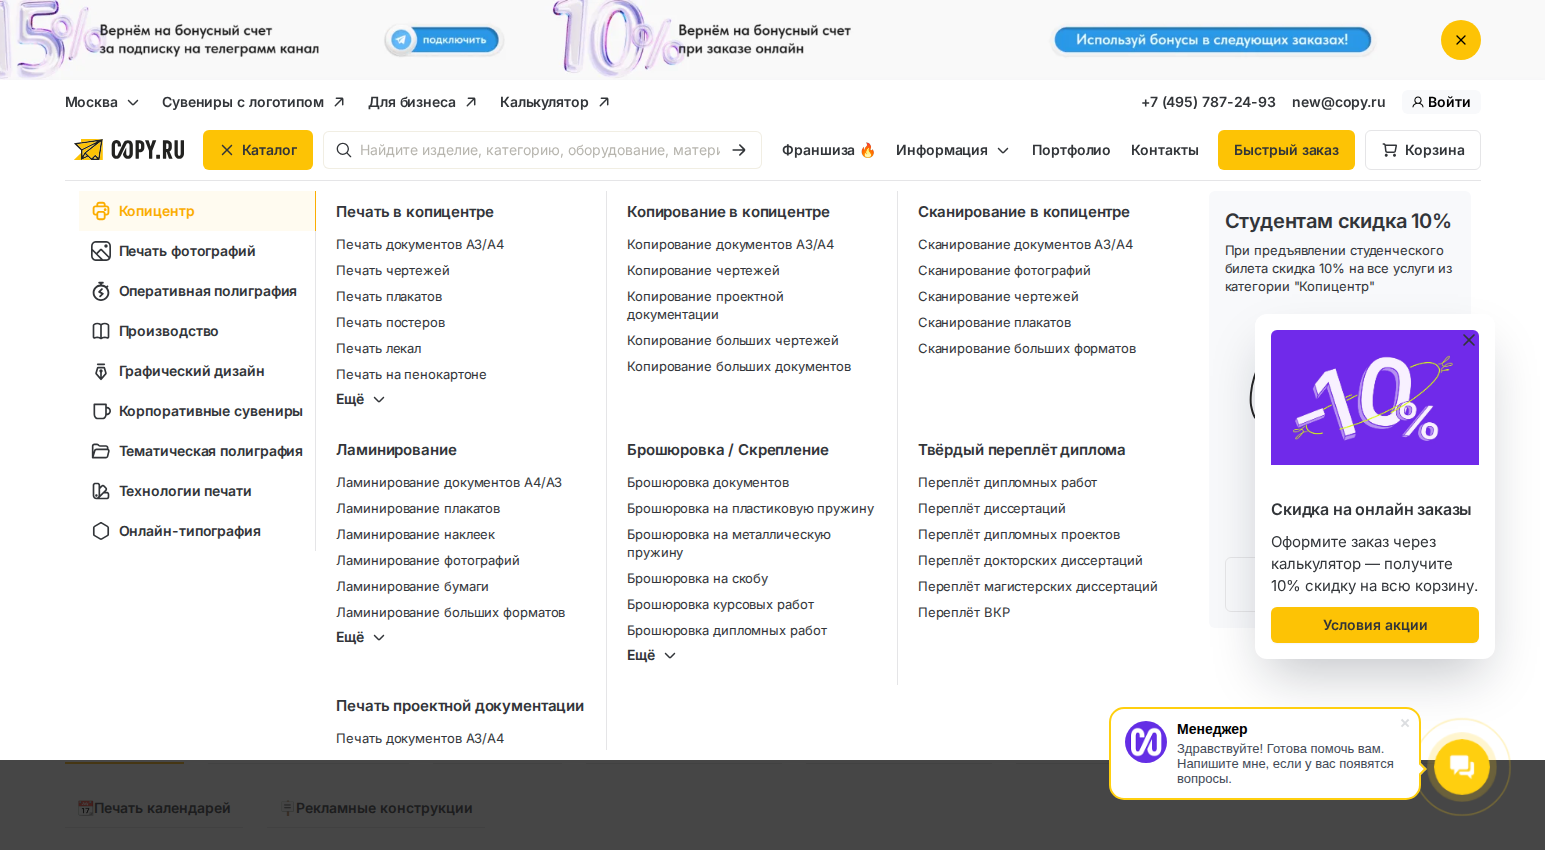 15%
Вернём на бонусный счет
за подписку на телеграмм канал
подключить
10%
Вернём на бонусный счет
при заказе онлайн
Используй бонусы в следующих заказах!
Москва
Сувениры с логотипом
Для бизнеса
Калькулятор
+7 (495) 787-24-93
new@copy.ru
Войти
COPY.RU
Каталог
Найдите изделие, категорию, оборудование, матери
Франшиза
Информация
Портфолио
Контакты
Быстрый заказ
Корзина
Копицентр
Печать фотографий
Оперативная полиграфия
Производство
Графический дизайн
Корпоративные сувениры
Тематическая полиграфия
Технологии печати
Онлайн-типография
Печать в копицентре
Печать документов А3/А4
Печать чертежей
Печать плакатов
Печать постеров
Печать лекал
Печать на пенокартоне
Ещё
Копирование в копицентре
Копирование документов А3/А4
Копирование чертежей
Копирование проектной
документации
Копирование больших чертежей
Копирование больших документов
Сканирование в копицентре
Сканирование документов А3/А4
Сканирование фотографий
Сканирование чертежей
Сканирование плакатов
Сканирование больших форматов
Ламинирование
Ламинирование документов А4/А3
Ламинирование плакатов
Ламинирование наклеек
Ламинирование фотографий
Ламинирование бумаги
Ламинирование больших форматов
Ещё
Брошюровка / Скрепление
Брошюровка документов
Брошюровка на пластиковую пружину
Брошюровка на металлическую
пружину
Брошюровка на скобу
Брошюровка курсовых работ
Брошюровка дипломных работ
Ещё
Твёрдый переплёт диплома
Переплёт дипломных работ
Переплёт диссертаций
Переплёт дипломных проектов
Переплёт докторских диссертаций
Переплёт магистерских диссертаций
Переплёт ВКР
Печать проектной документации
Печать документов А3/А4
Студентам скидка 10%
При предъявлении студенческого
билета скидка 10% на все услуги из
категории "Копицентр"
-10%
Скидка на онлайн заказы
Оформите заказ через
калькулятор — получите
10% скидку на всю корзину.
Условия акции
Менеджер
Здравствуйте! Готова помочь вам.
Напишите мне, если у вас появятся
вопросы.
Печать календарей
Рекламные конструкции